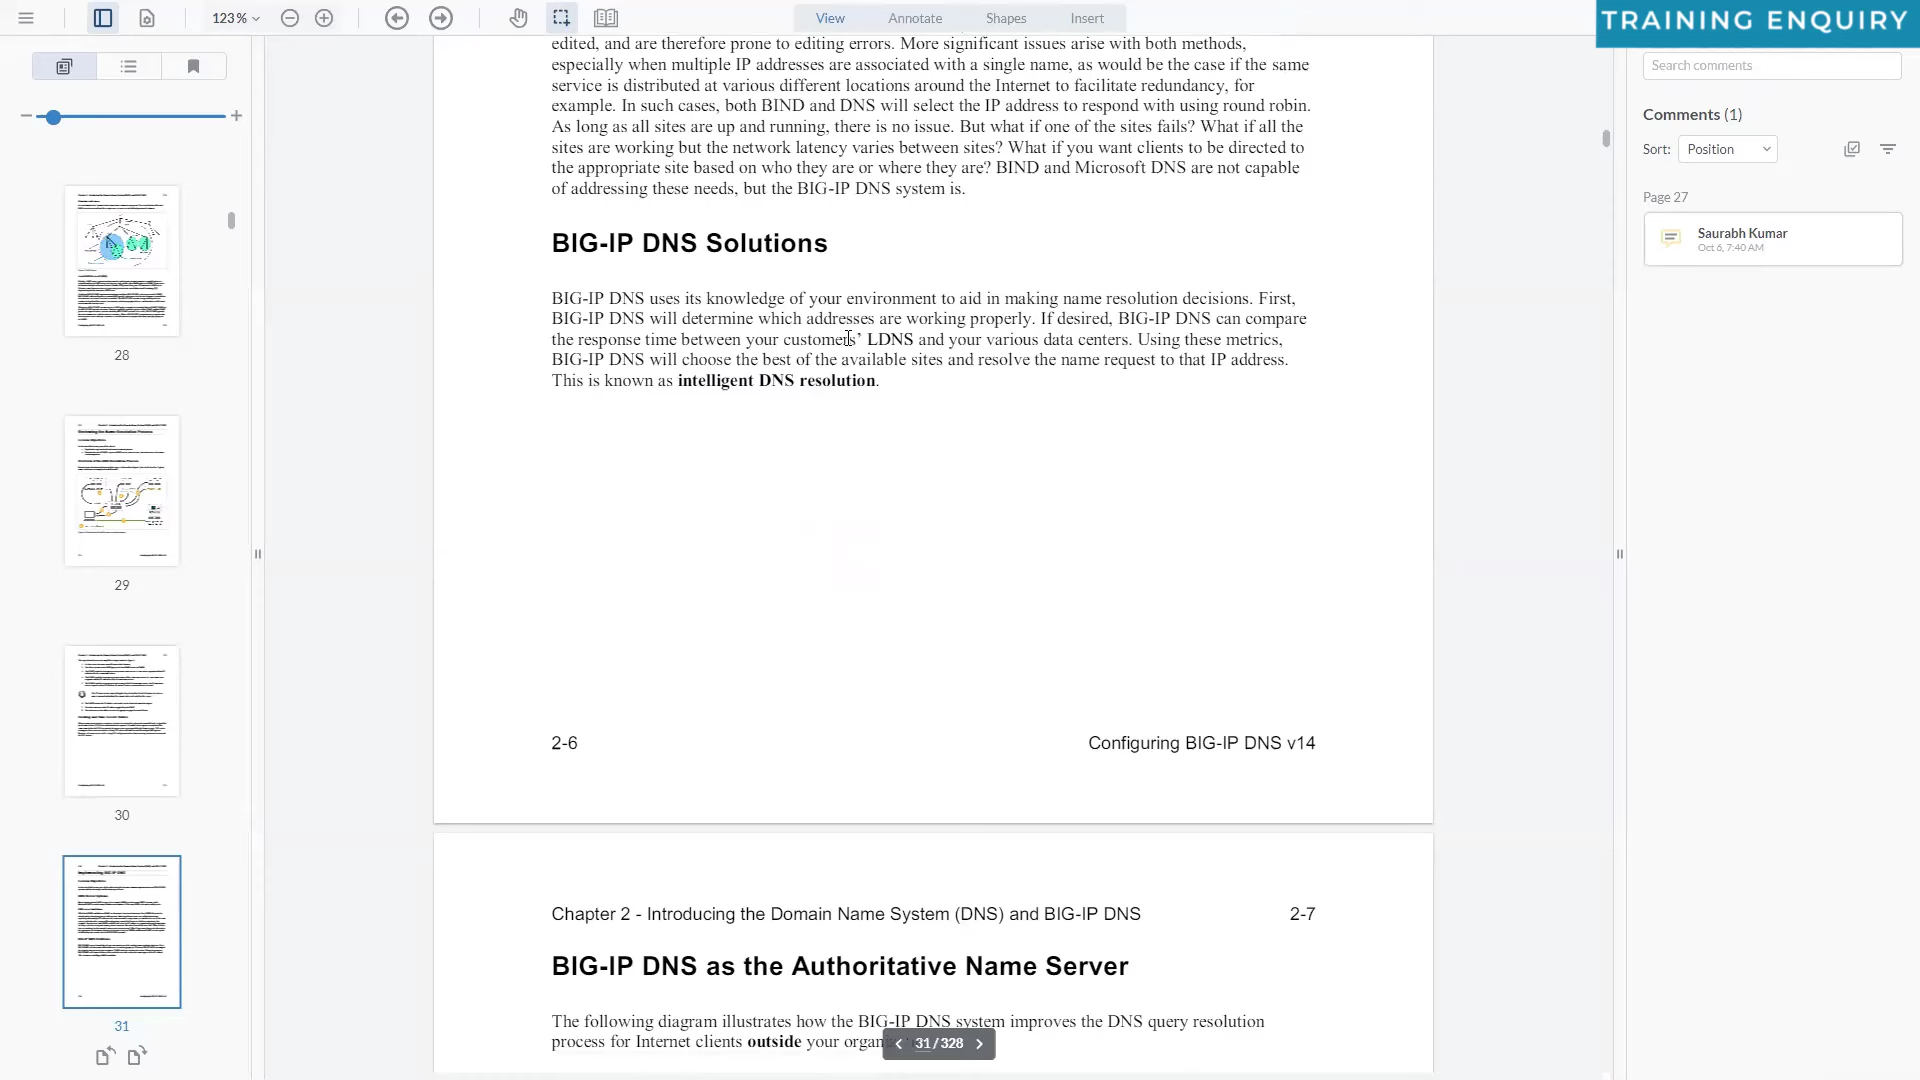 123%
View
Annotate
Shapes
Insert
TRAINING ENQUIRY
edited, and are therefore prone to editing errors. More significant issues arise with both methods,
especially when multiple IP addresses are associated with a single name, as would be the case if the same
service is distributed at various different locations around the Internet to facilitate redundancy, for
example. In such cases, both BIND and DNS will select the IP address to respond with using round robin.
As long as all sites are up and running, there is no issue. But what if one of the sites fails? What if all the
sites are working but the network latency varies between sites? What if you want clients to be directed to
the appropriate site based on who they are or where they are? BIND and Microsoft DNS are not capable
of addressing these needs, but the BIG-IP DNS system is.
BIG-IP DNS Solutions
BIG-IP DNS uses its knowledge of your environment to aid in making name resolution decisions. First,
BIG-IP DNS will determine which addresses are working properly. If desired, BIG-IP DNS can compare
the response time between your customers’ LDNS and your various data centers. Using these metrics,
BIG-IP DNS will choose the best of the available sites and resolve the name request to that IP address.
This is known as intelligent DNS resolution.
2-6
Configuring BIG-IP DNS v14
Chapter 2 - Introducing the Domain Name System (DNS) and BIG-IP DNS
2-7
BIG-IP DNS as the Authoritative Name Server
The following diagram illustrates how the BIG-IP DNS system improves the DNS query resolution
process for Internet clients outside your organ
31 / 328
28
29
30
31
Search comments
Comments (1)
Sort:
Position
Page 27
Saurabh Kumar
Oct 6, 7:40 AM